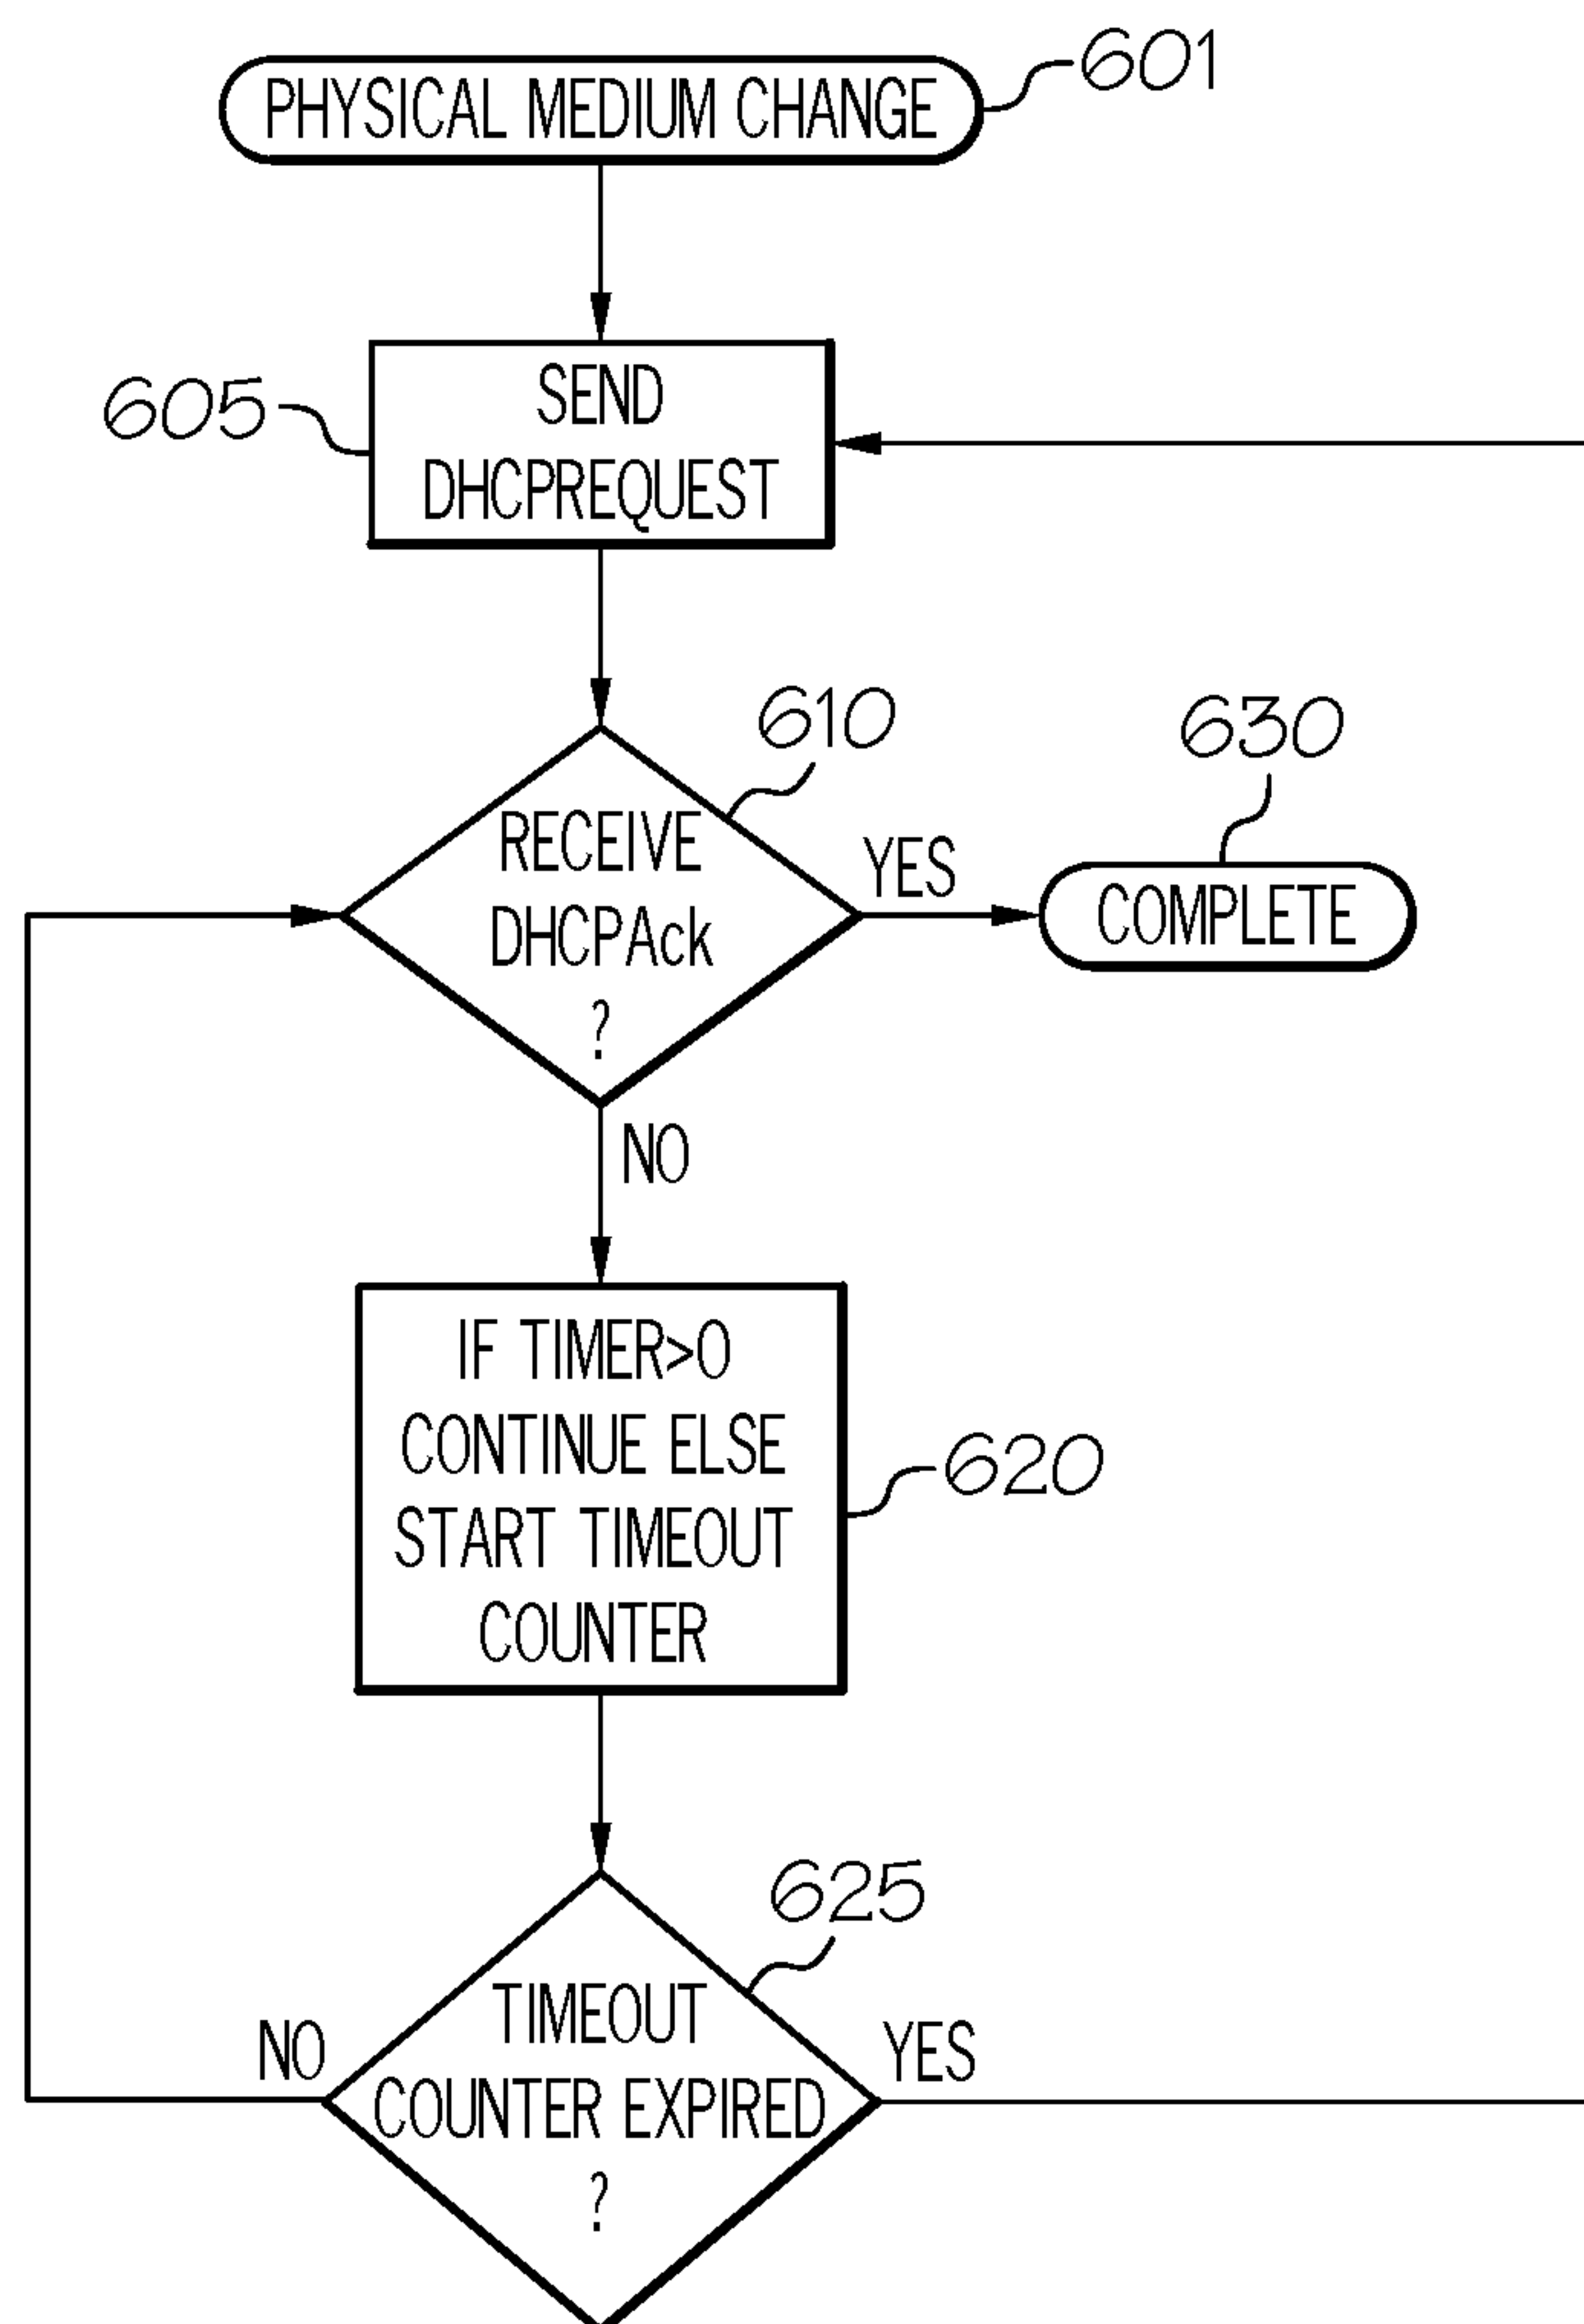 PHYSICAL MEDIUM CHANGE
601
SEND
DHCPREQUEST
605
610
RECEIVE
DHCPAck
?
YES
630
COMPLETE
NO
IF TIMER>0
CONTINUE ELSE
START TIMEOUT
COUNTER
620
625
TIMEOUT
COUNTER EXPIRED
?
NO
YES